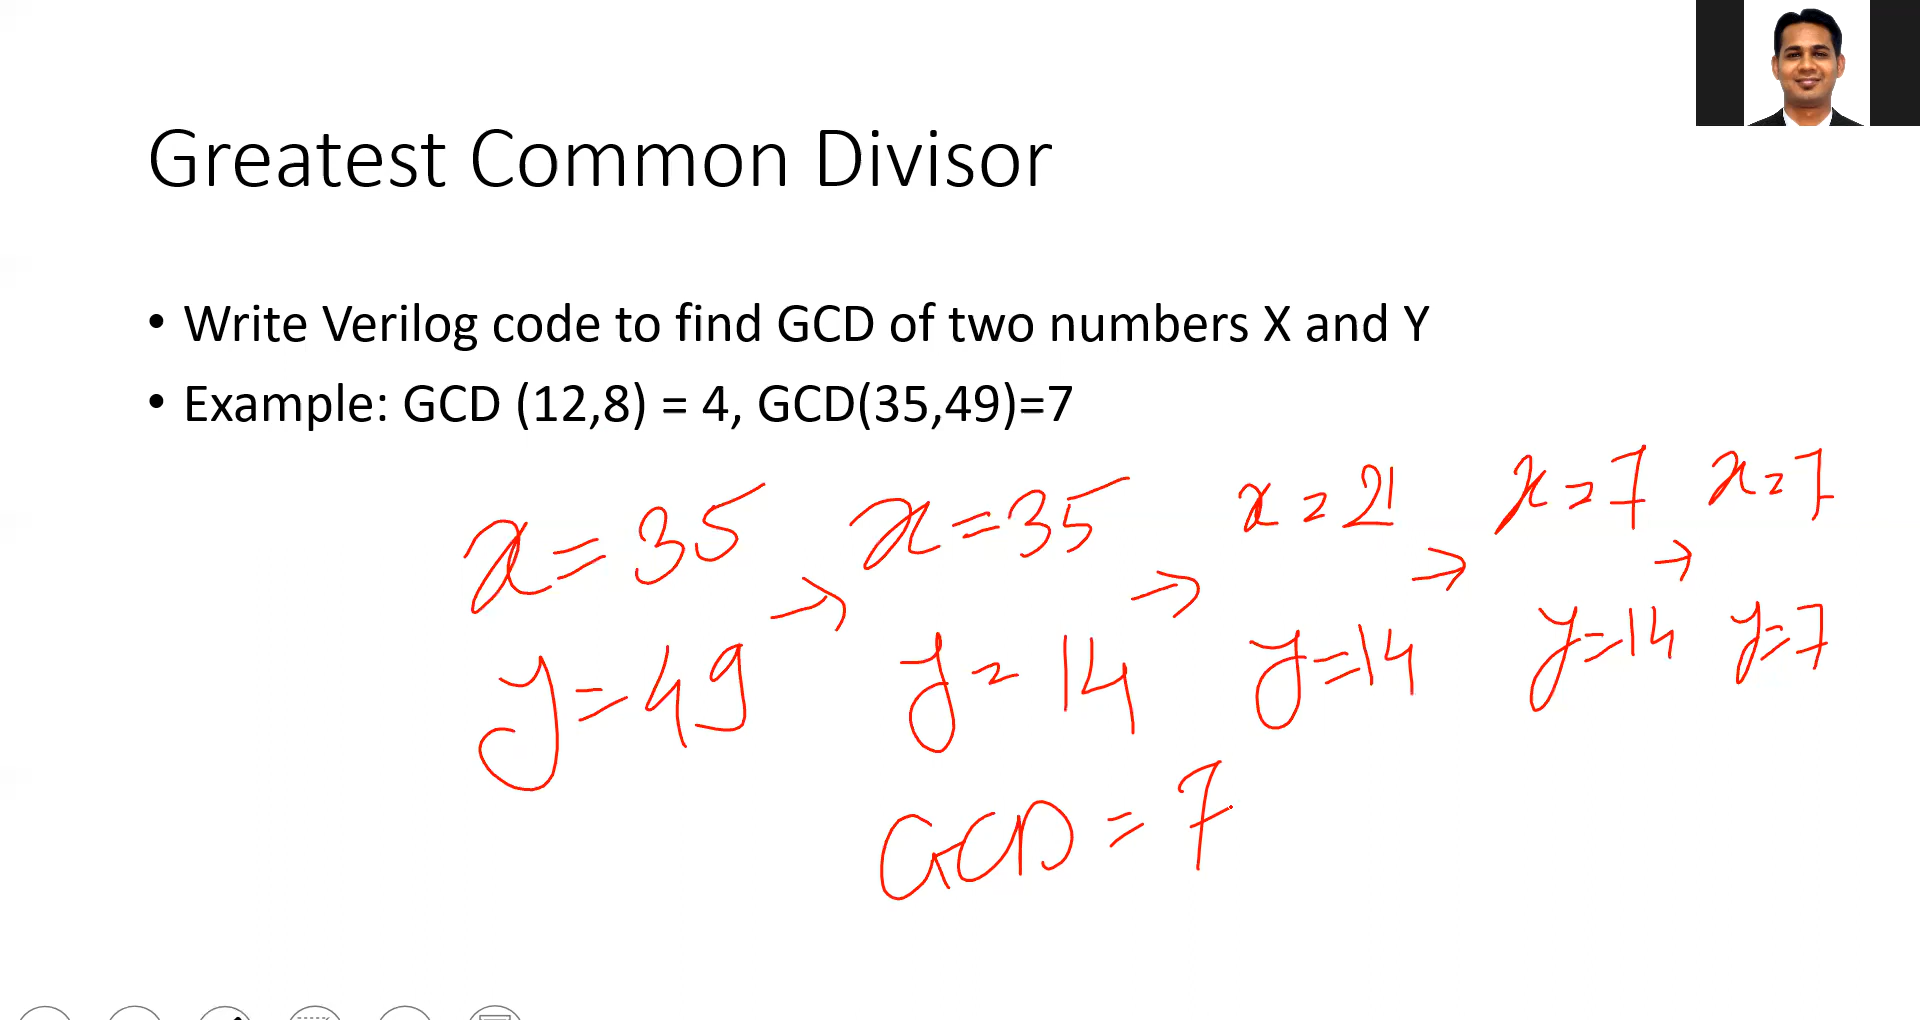 Greatest Common Divisor
• Write Verilog code to find GCD of two numbers X and Y
• Example: GCD (12,8) = 4, GCD(35,49)=7
x=35 → x=35 → x=21 → x=7 → x=7
y=49 y=14 y=14 y=14 y=7
GCD = 7